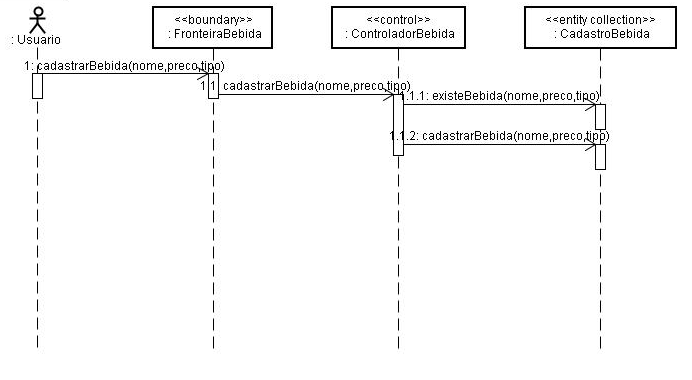 : Usuario
<<boundary>>
: FronteiraBebida
<<control>>
: ControladorBebida
<<entity collection>>
: CadastroBebida
1: cadastrarBebida(nome,preco,tipo)
1.1: cadastrarBebida(nome,preco,tipo)
1.1.1: existeBebida(nome,preco,tipo)
1.1.2: cadastrarBebida(nome,preco,tipo)